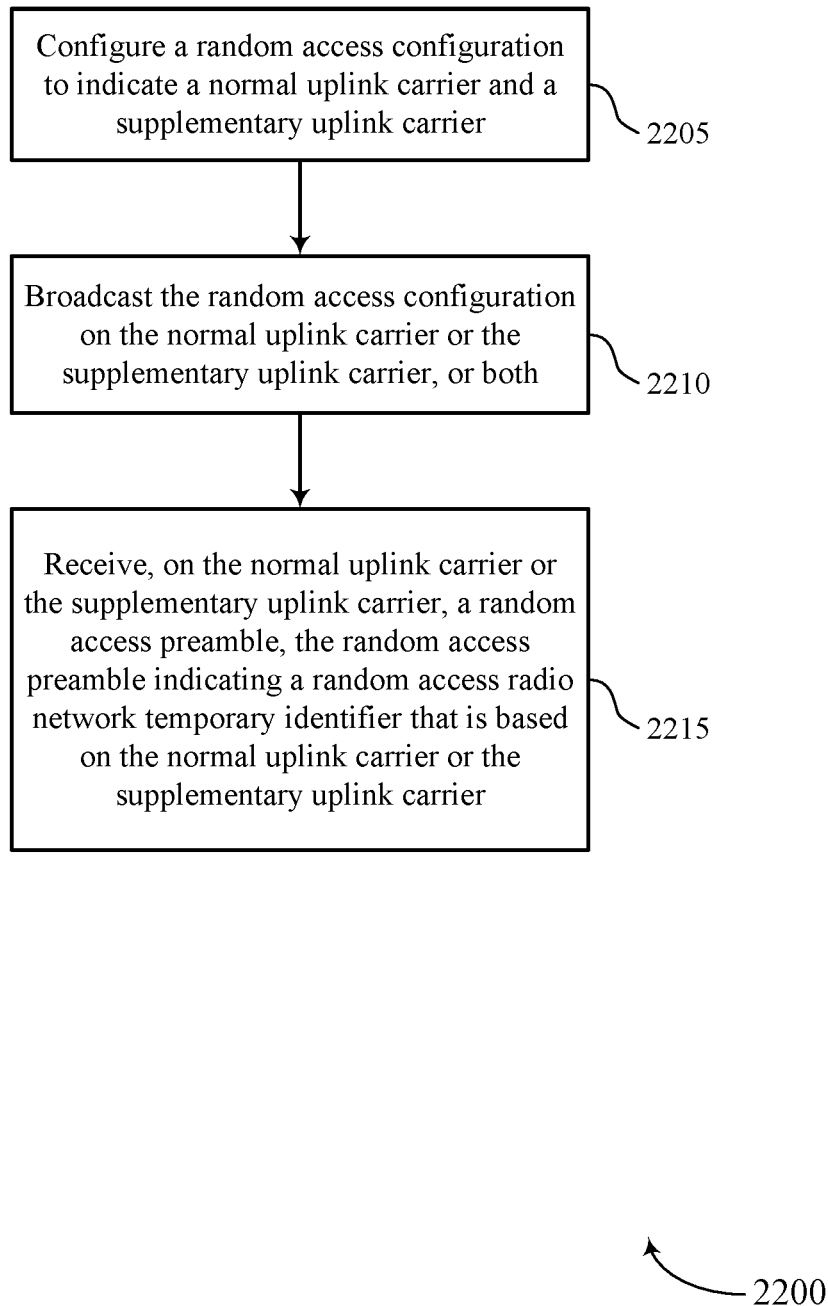 Configure a random access configuration
to indicate a normal uplink carrier and a
supplementary uplink carrier
2205
Broadcast the random access configuration
on the normal uplink carrier or the
supplementary uplink carrier, or both
2210
Receive, on the normal uplink carrier or
the supplementary uplink carrier, a random
access preamble, the random access
preamble indicating a random access radio
network temporary identifier that is based
on the normal uplink carrier or the
supplementary uplink carrier
2215
2200